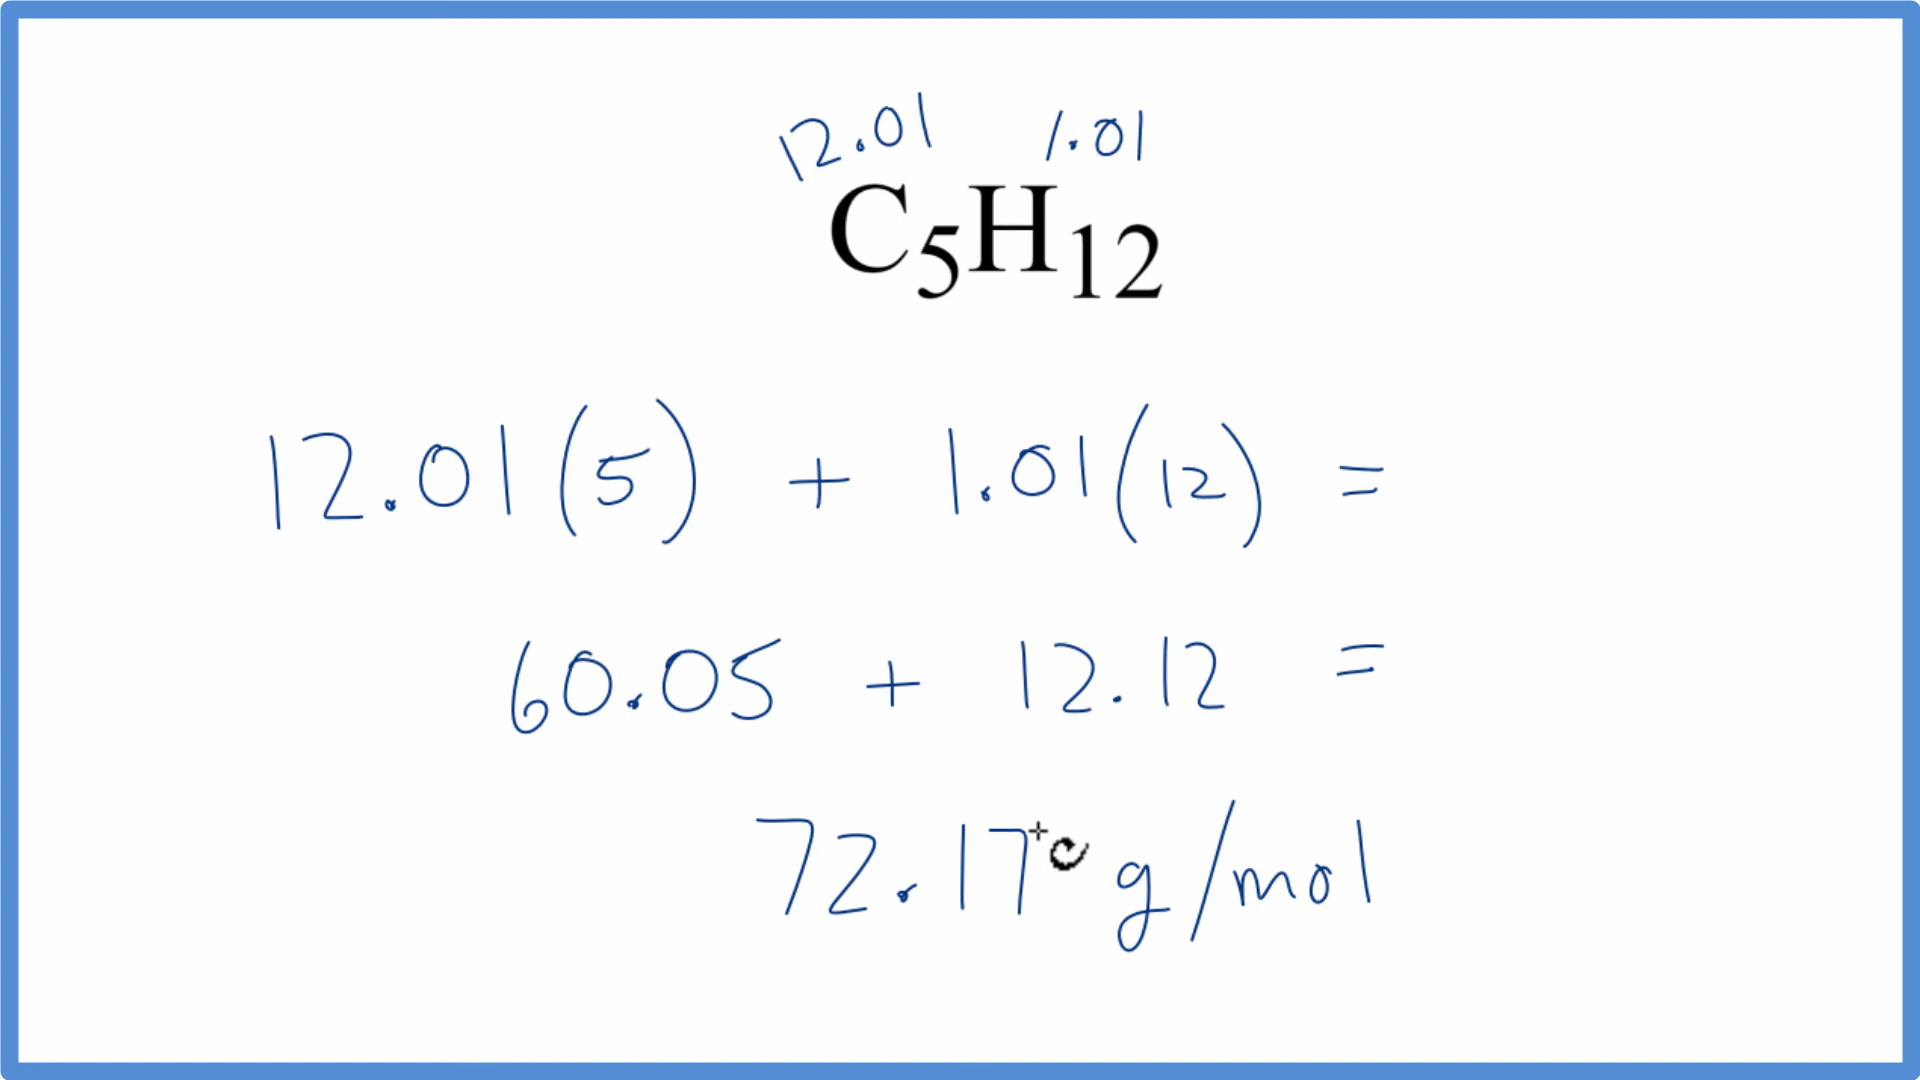 12.01 1.01
C₅H₁₂
12.01(5) + 1.01(12) =
60.05 + 12.12 =
72.17 g/mol